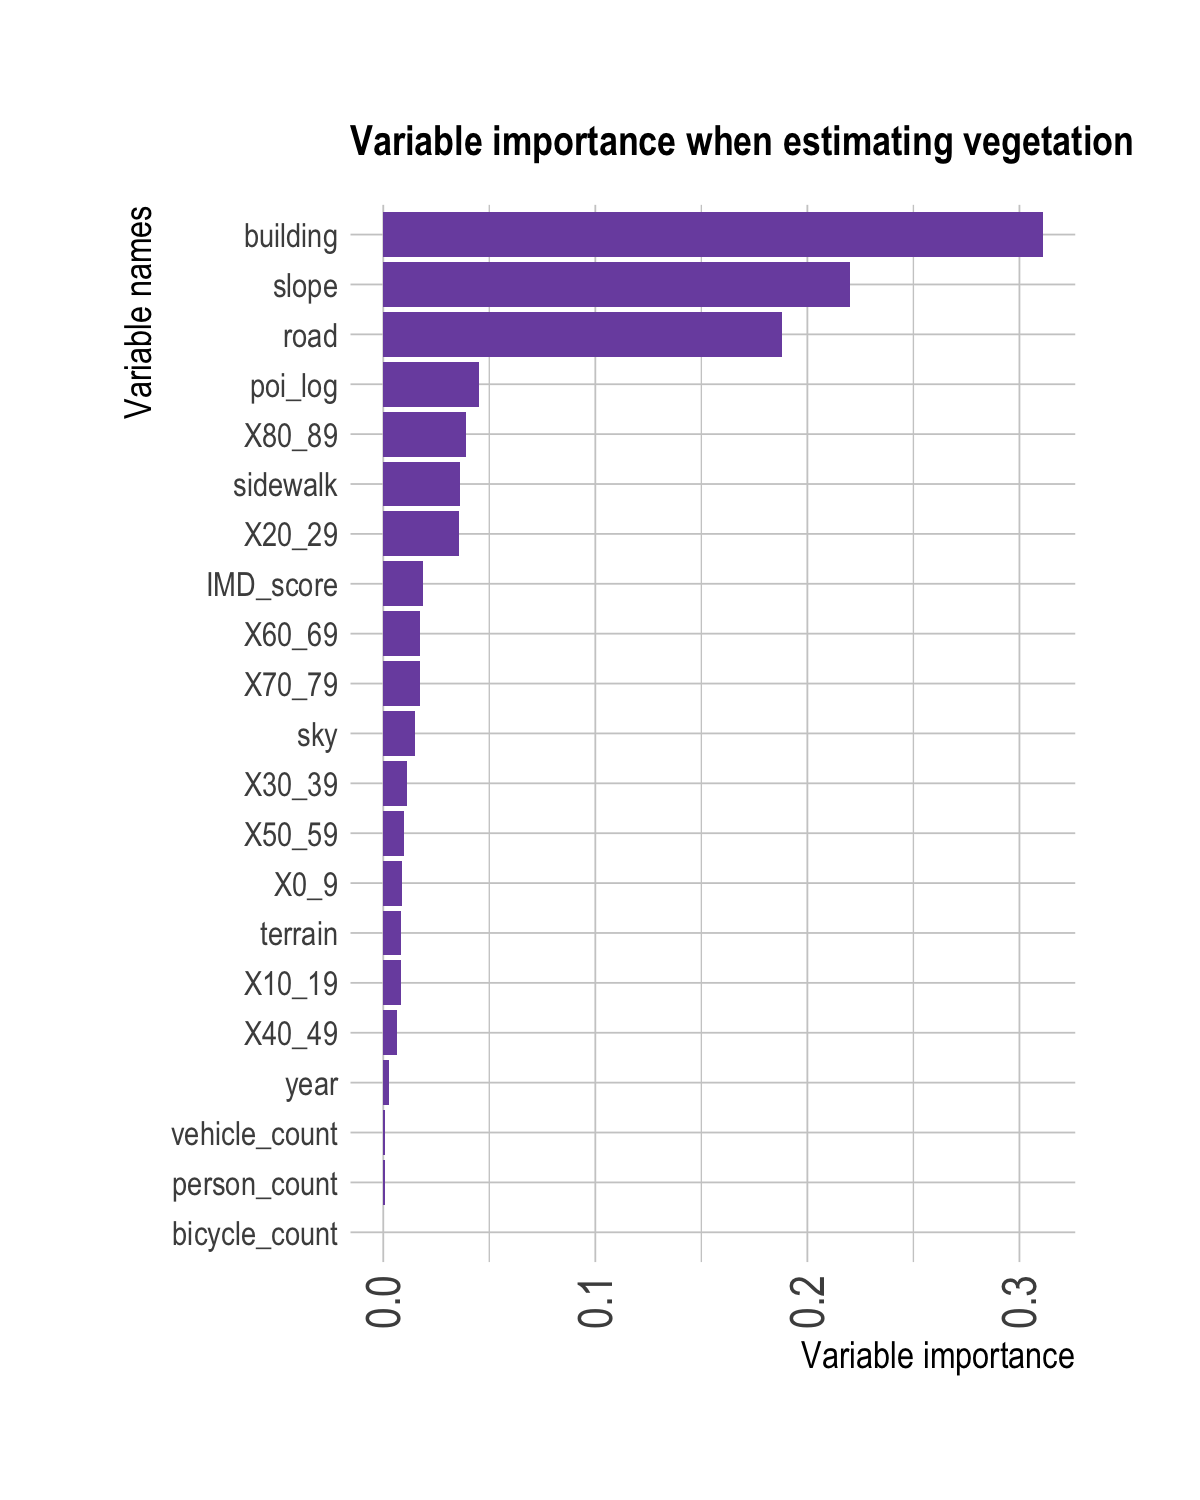 Variable importance when estimating vegetation
Variable names
building
slope
road
poi_log
X80_89
sidewalk
X20_29
IMD_score
X60_69
X70_79
sky
X30_39
X50_59
X0_9
terrain
X10_19
X40_49
year
vehicle_count
person_count
bicycle_count
0.0
0.1
0.2
0.3
Variable importance